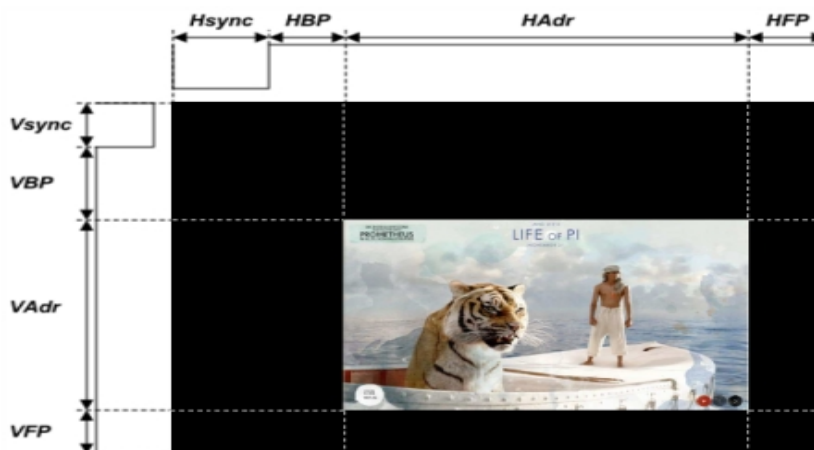 Hsync HBP HAdr HFP
Vsync
VBP
VAdr
VFP
PROMETHEUS
LIFE OF PI